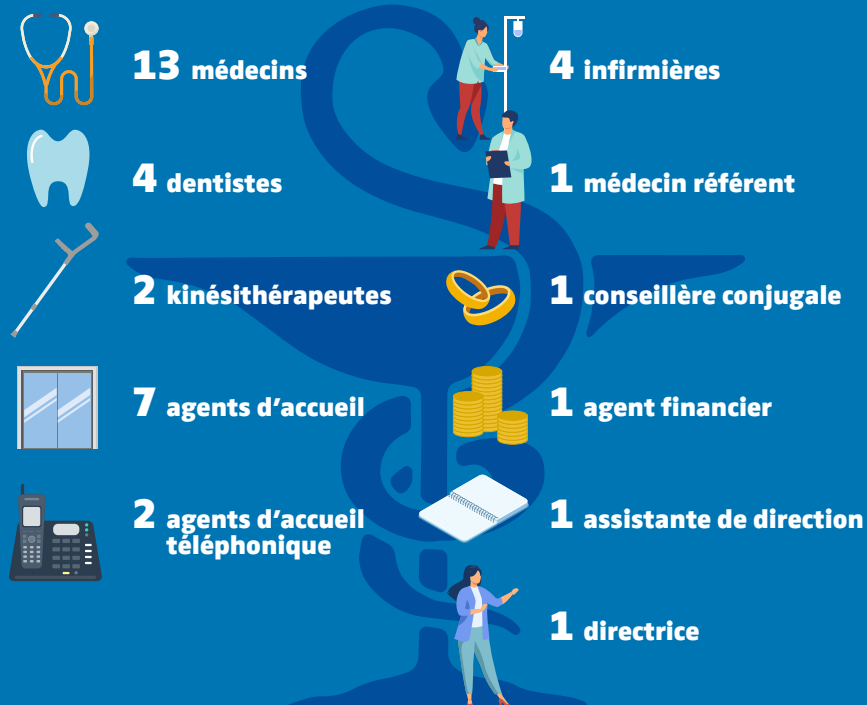 13 médecins
4 dentistes
2 kinésithérapeutes
7 agents d’accueil
2 agents d’accueil
téléphonique
4 infirmières
1 médecin référent
1 conseillère conjugale
1 agent financier
1 assistante de direction
1 directrice